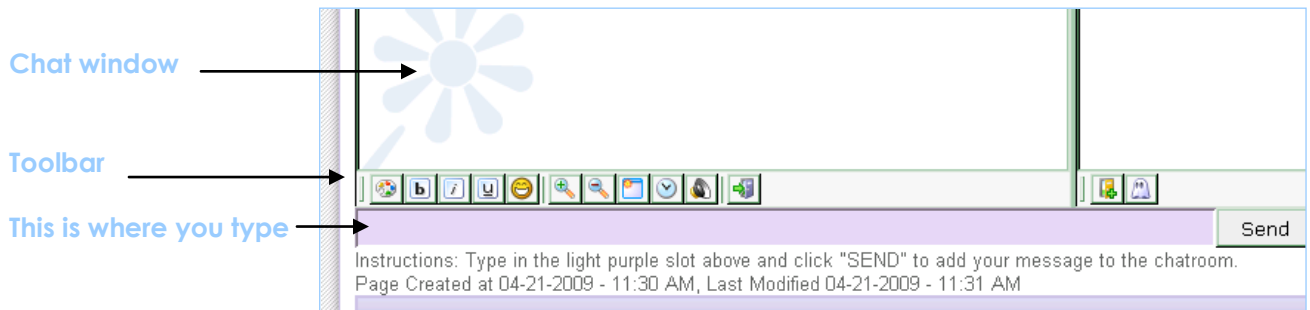 Chat window
Toolbar
b i u
This is where you type
Send
Instructions: Type in the light purple slot above and click "SEND" to add your message to the chatroom.
Page Created at 04-21-2009 - 11:30 AM, Last Modified 04-21-2009 - 11:31 AM